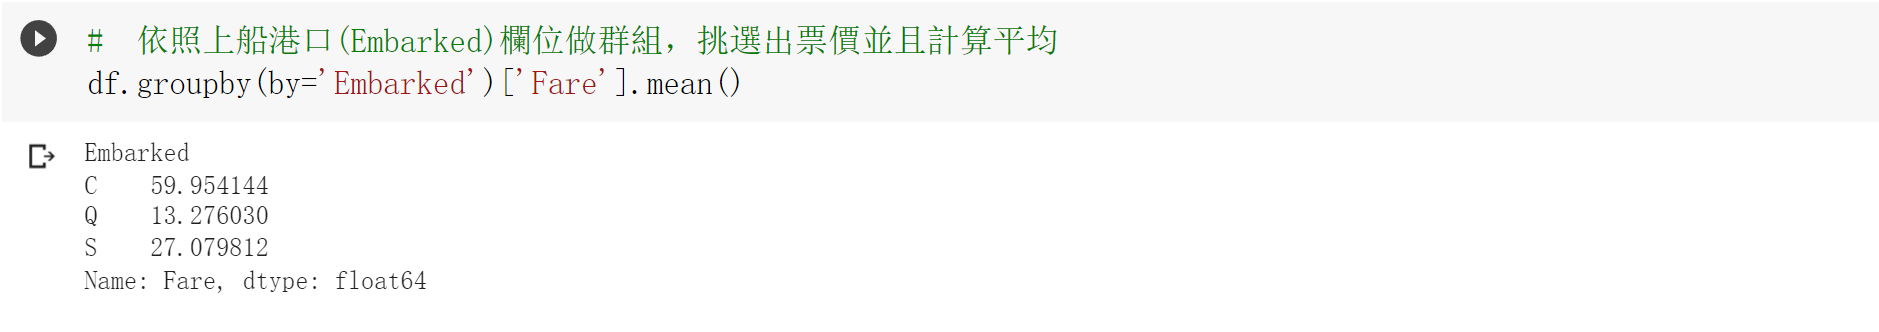 #  依照上船港口(Embarked)欄位做群組，挑選出票價並且計算平均
df.groupby(by='Embarked')['Fare'].mean()
Embarked
C    59.954144
Q    13.276030
S    27.079812
Name: Fare, dtype: float64